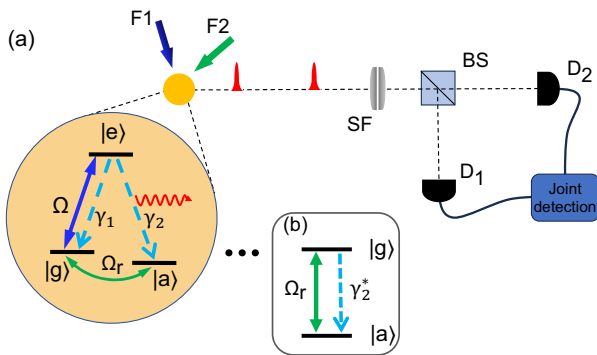 (a)
F1
F2
SF
BS
D₂
D₁
Joint
detection
|e⟩
Ω
γ₁
γ₂
|g⟩
Ωᵣ
|a⟩
(b)
|g⟩
Ωᵣ
γ₂*
|a⟩